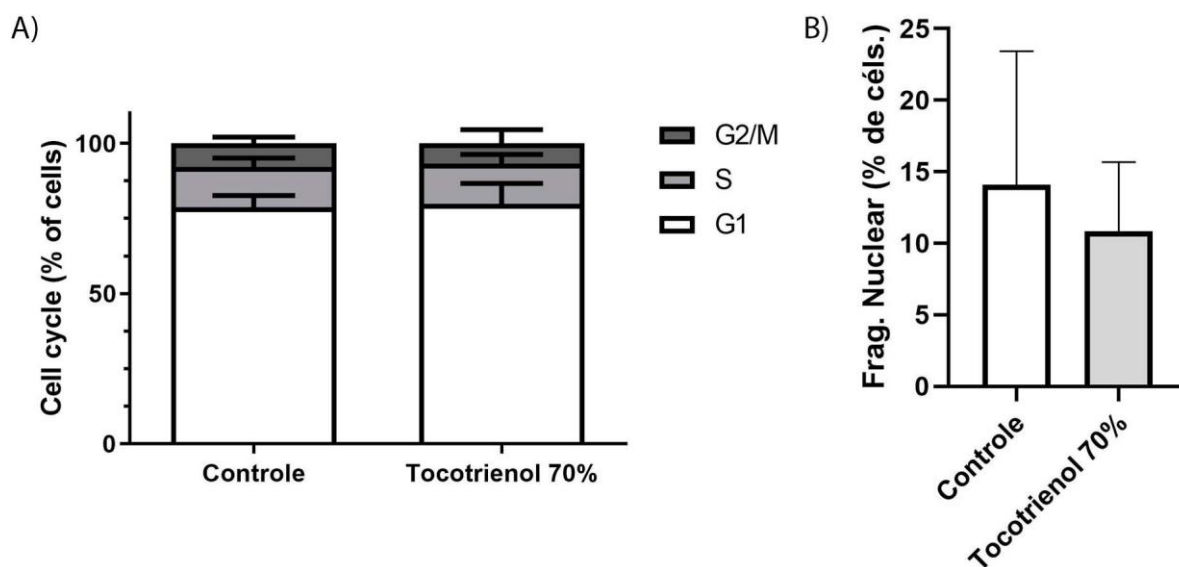 A)
Cell cycle (% of cells)
100
50
0
Controle
Tocotrienol 70%
G2/M
S
G1
B)
Frag. Nuclear (% de céls.)
25
20
15
10
5
0
Controle
Tocotrienol 70%